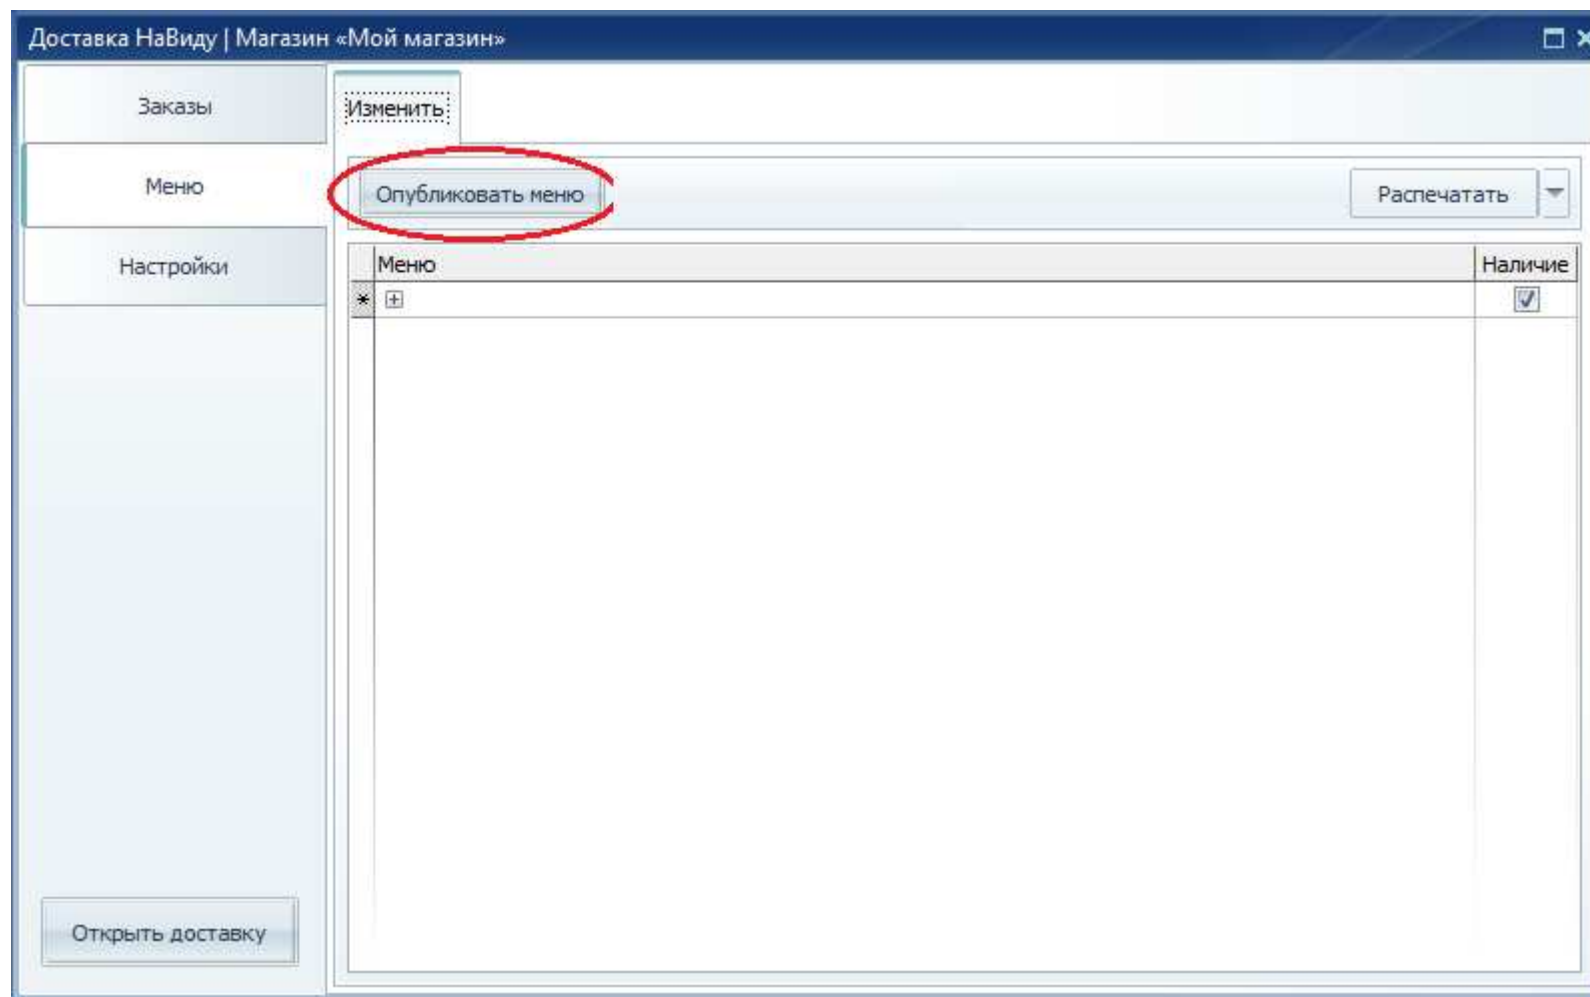 Доставка НаВиду | Магазин «Мой магазин»
Заказы
Изменить
Меню
Опубликовать меню
Распечатать
Настройки
Меню
Наличие
Открыть доставку